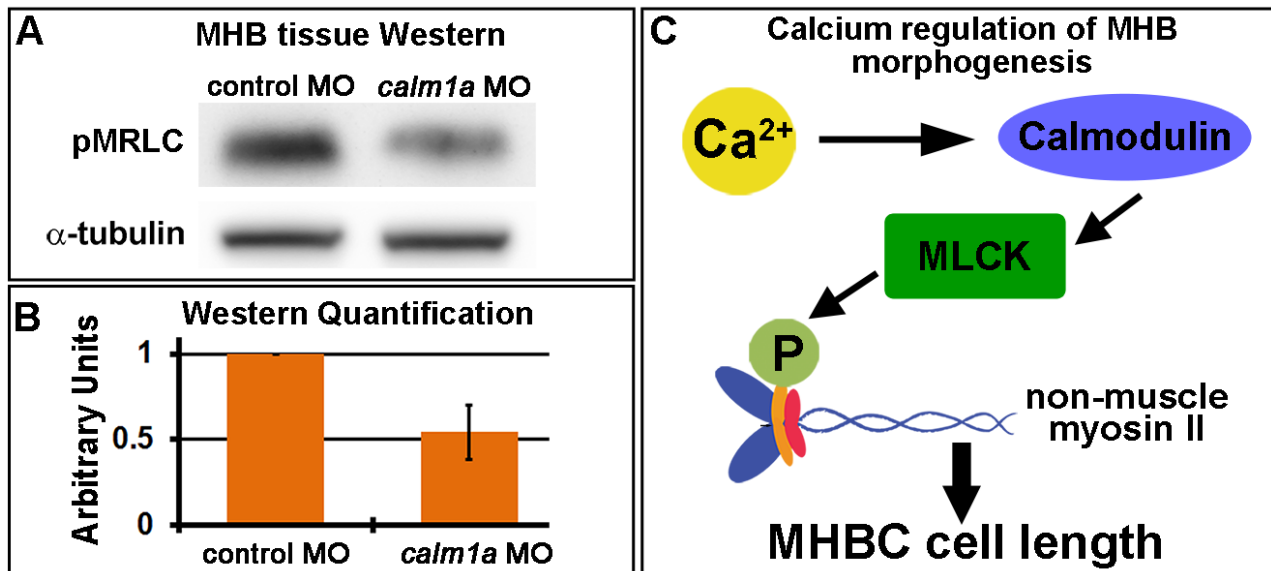 A
MHB tissue Western
control MO calm1a MO
pMRLC
α-tubulin
B
Western Quantification
Arbitrary Units
1
0.5
0
control MO calm1a MO
C
Calcium regulation of MHB
morphogenesis
Ca²⁺
Calmodulin
MLCK
P
non-muscle
myosin II
MHBC cell length